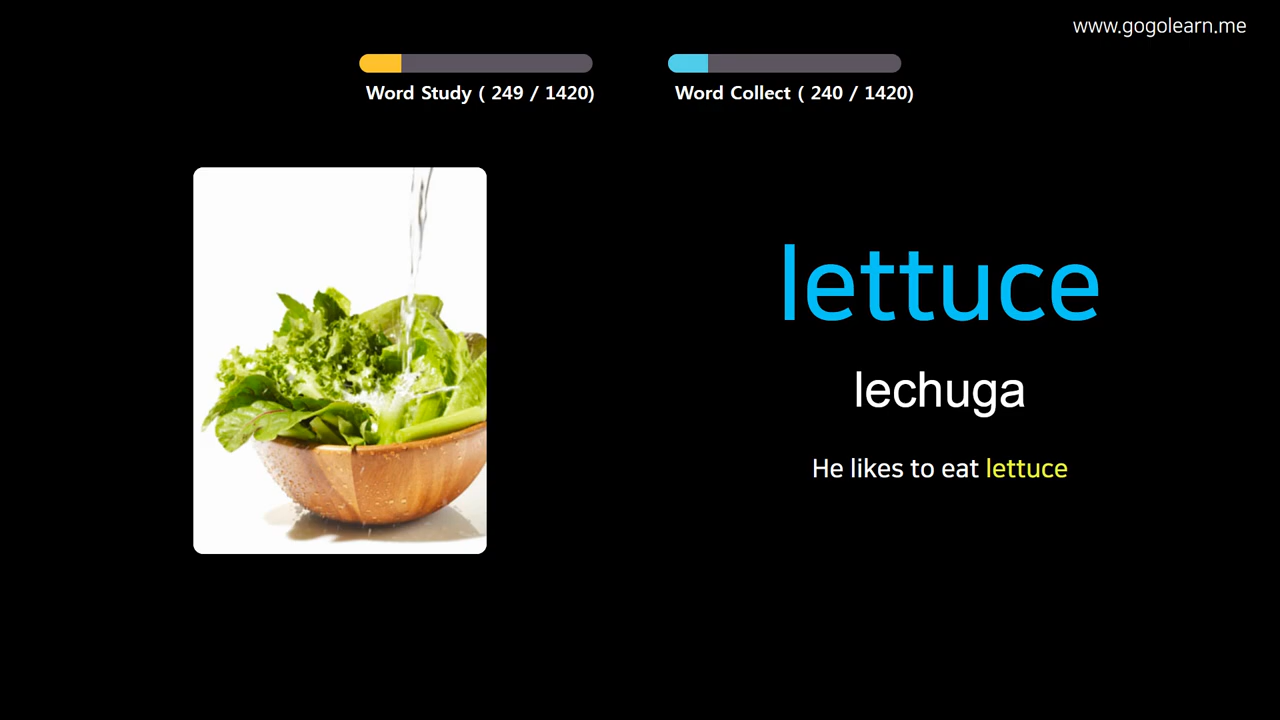 www.gogolearn.me
Word Study ( 249 / 1420)
Word Collect ( 240 / 1420)
lettuce
lechuga
He likes to eat lettuce